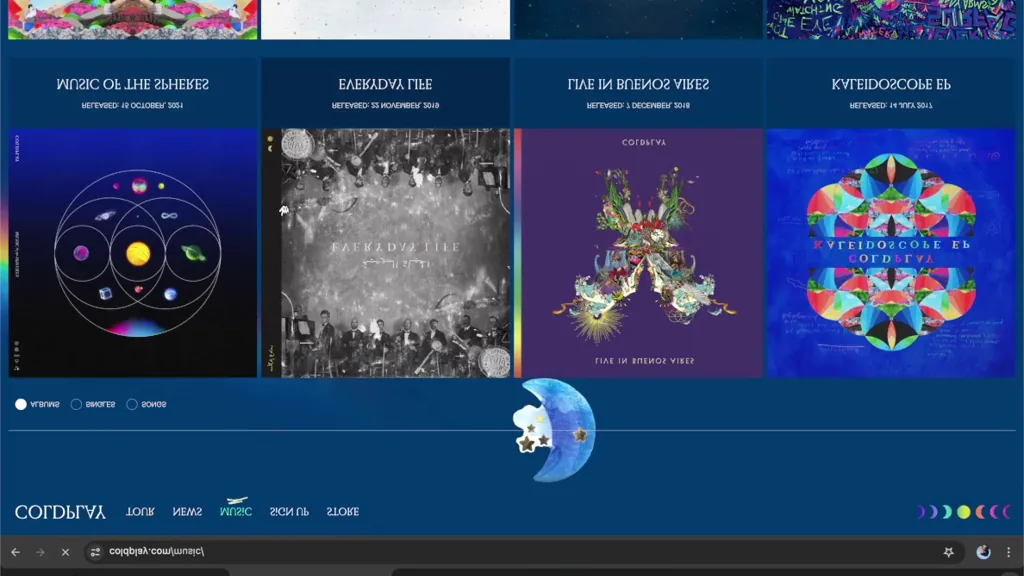 coldplay.com/music/
COLDPLAY TOUR NEWS MUSIC SIGN UP STORE
ALBUMS SINGLES SONGS
LIVE IN BUENOS AIRES
COLDPLAY
KALEIDOSCOPE EP
EVERYDAY LIFE
COLDPLAY
RELEASED: 15 OCTOBER, 2021
MUSIC OF THE SPHERES
RELEASED: 22 NOVEMBER, 2019
EVERYDAY LIFE
RELEASED: 7 DECEMBER, 2018
LIVE IN BUENOS AIRES
RELEASED: 14 JULY 2017
KALEIDOSCOPE EP